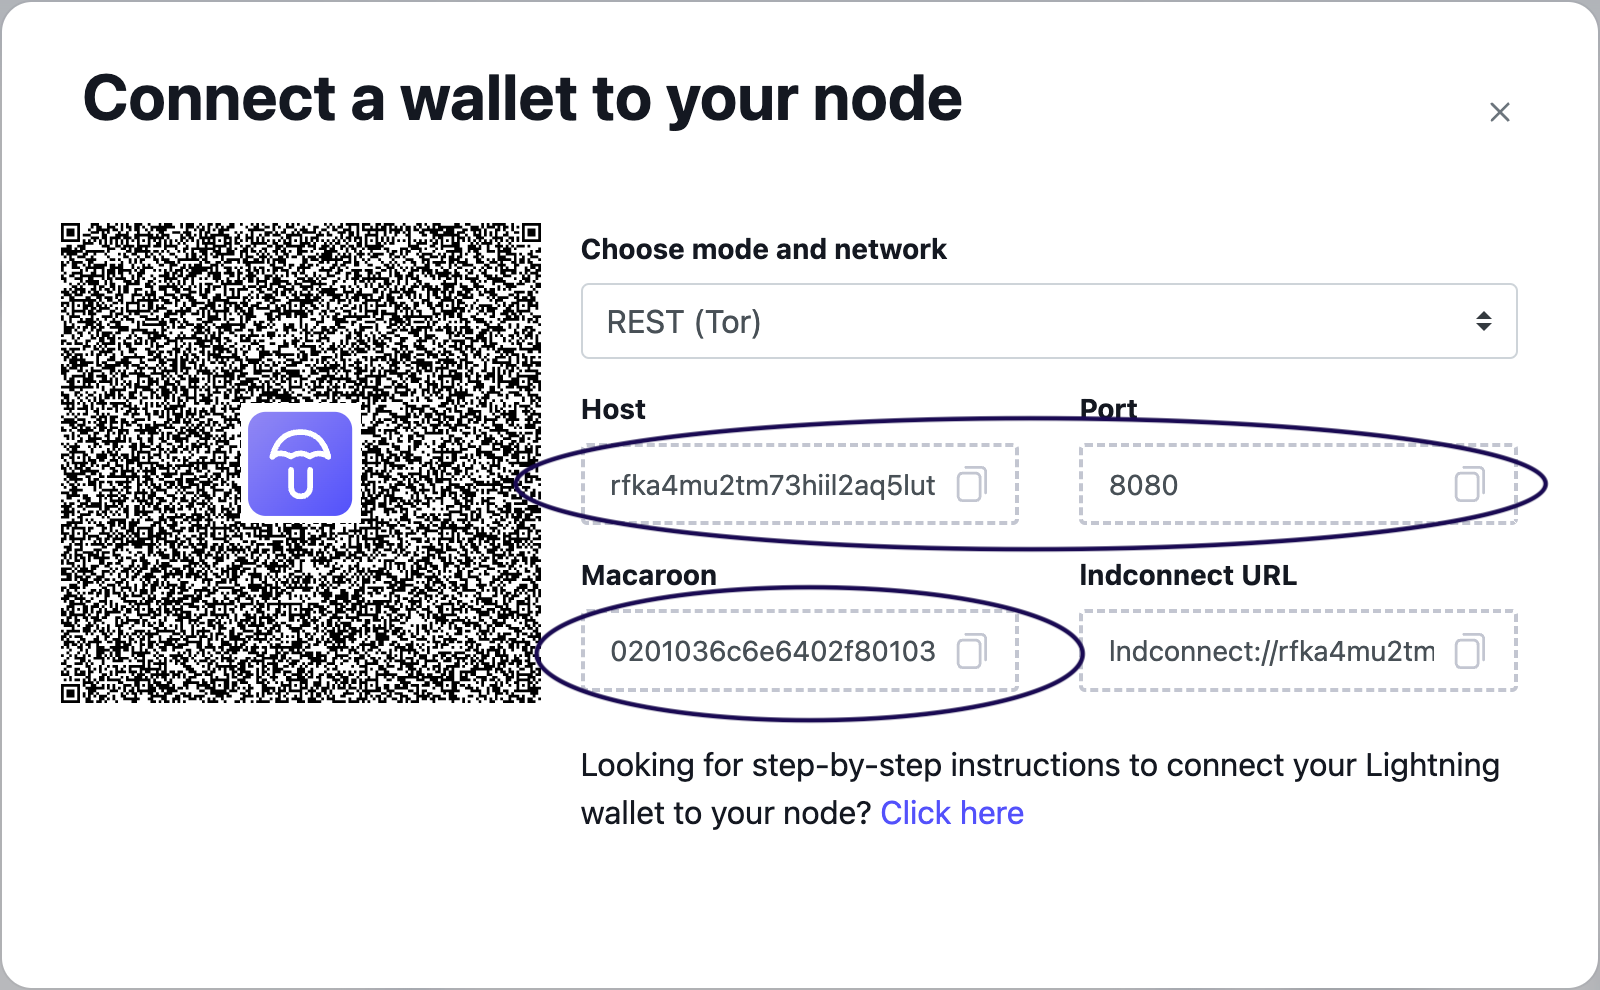 Connect a wallet to your node
Choose mode and network
REST (Tor)
Host
Port
rfka4mu2tm73hiil2aq5lut
8080
Macaroon
lndconnect URL
0201036c6e6402f80103
lndconnect://rfka4mu2tm
Looking for step-by-step instructions to connect your Lightning
wallet to your node? Click here